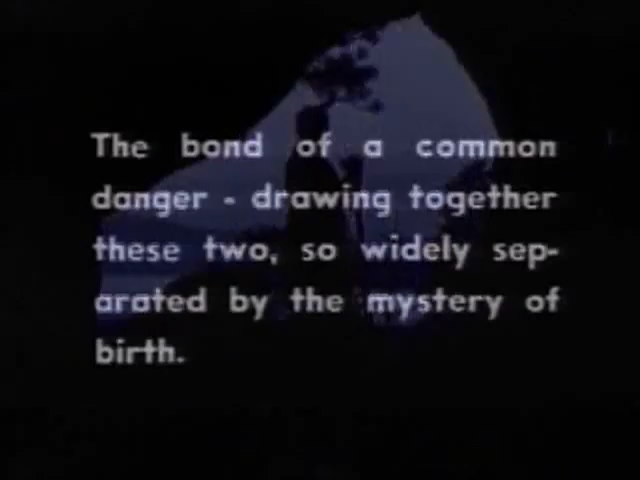 The bond of a common
danger - drawing together
these two, so widely sep-
arated by the mystery of
birth.